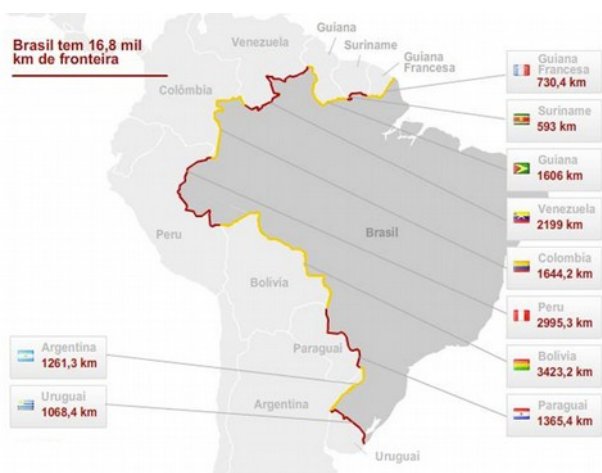 Brasil tem 16,8 mil
km de fronteira
Venezuela
Guiana
Suriname
Guiana
Francesa
Colômbia
Peru
Brasil
Bolívia
Paraguai
Argentina
Uruguai
Guiana
Francesa
730,4 km
Suriname
593 km
Guiana
1606 km
Venezuela
2199 km
Colombia
1644,2 km
Peru
2995,3 km
Bolívia
3423,2 km
Paraguai
1365,4 km
Argentina
1261,3 km
Uruguai
1068,4 km